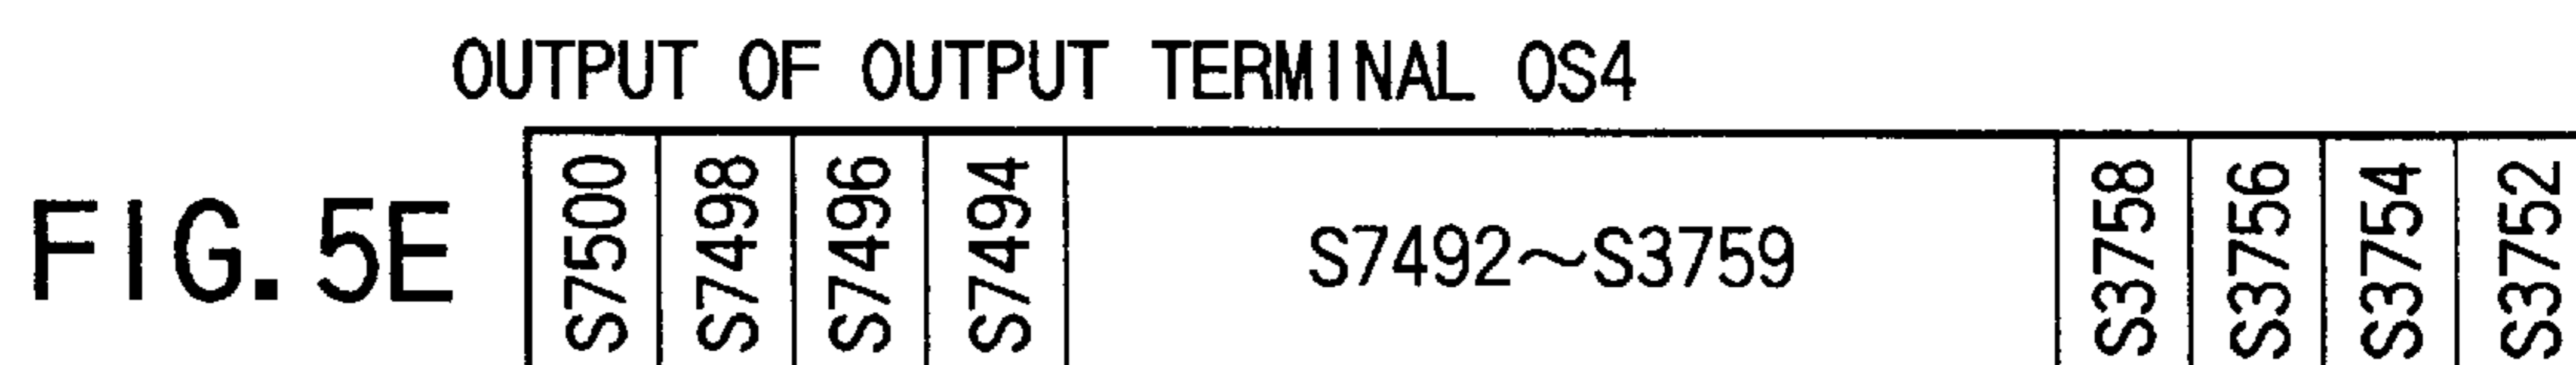 OUTPUT OF OUTPUT TERMINAL OS4
FIG. 5E
S7500
S7498
S7496
S7494
S7492~S3759
S3758
S3756
S3754
S3752